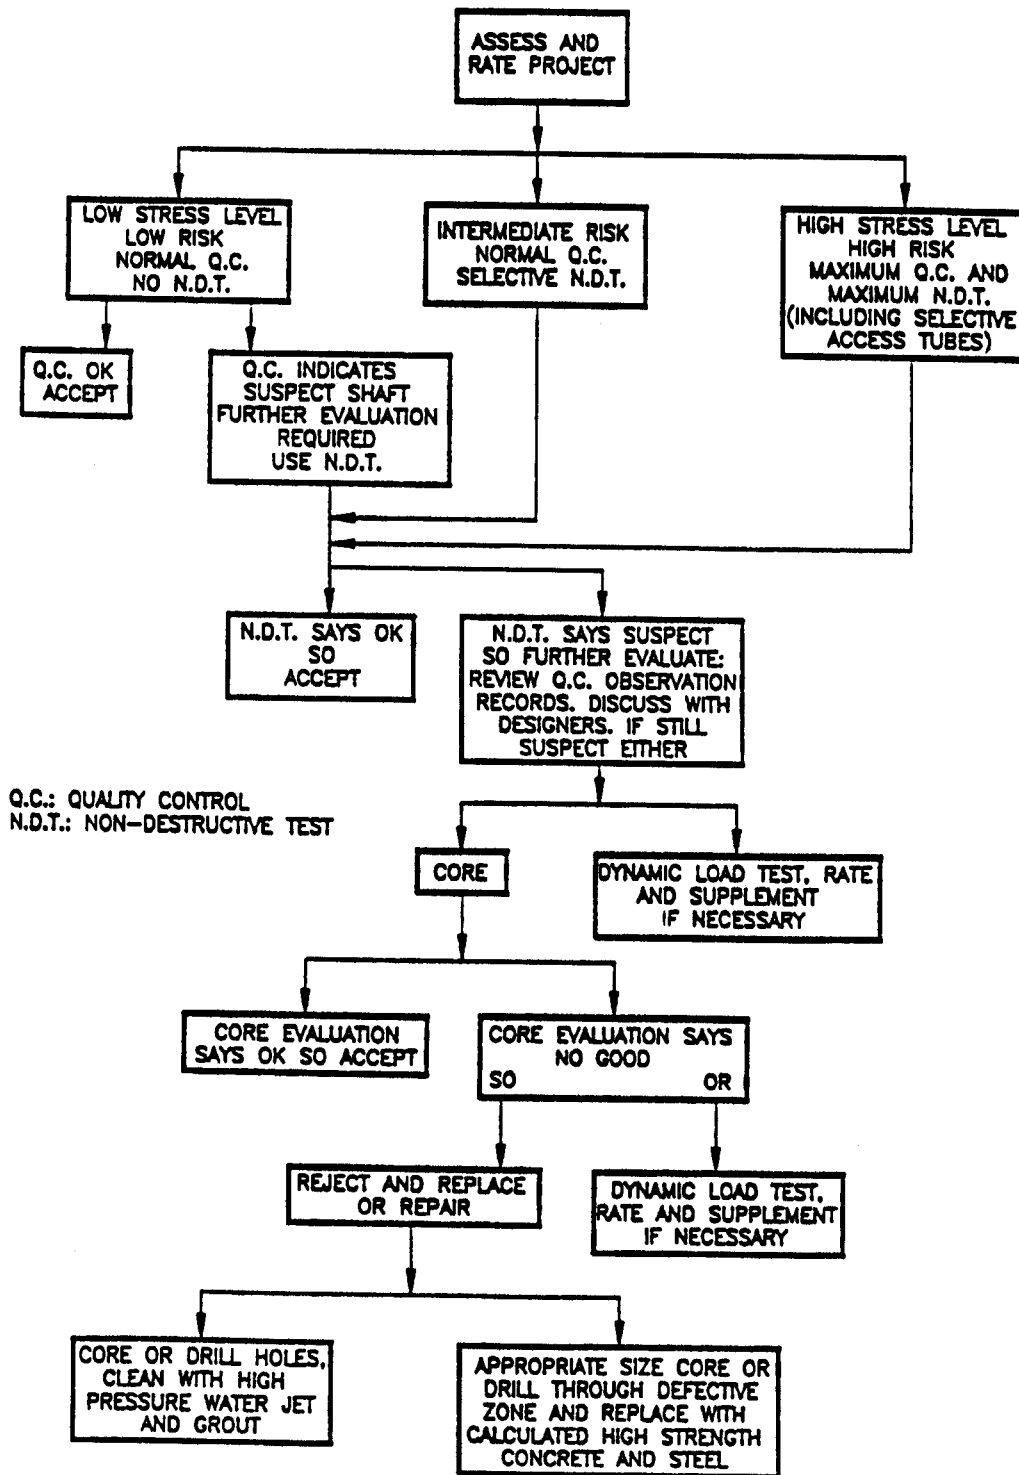 ASSESS AND
RATE PROJECT
LOW STRESS LEVEL
LOW RISK
NORMAL Q.C.
NO N.D.T.
INTERMEDIATE RISK
NORMAL Q.C.
SELECTIVE N.D.T.
HIGH STRESS LEVEL
HIGH RISK
MAXIMUM Q.C. AND
MAXIMUM N.D.T.
(INCLUDING SELECTIVE
ACCESS TUBES)
Q.C. OK
ACCEPT
Q.C. INDICATES
SUSPECT SHAFT
FURTHER EVALUATION
REQUIRED
USE N.D.T.
N.D.T. SAYS OK
SO
ACCEPT
N.D.T. SAYS SUSPECT
SO FURTHER EVALUATE:
REVIEW Q.C. OBSERVATION
RECORDS. DISCUSS WITH
DESIGNERS. IF STILL
SUSPECT EITHER
Q.C.: QUALITY CONTROL
N.D.T.: NON-DESTRUCTIVE TEST
CORE
DYNAMIC LOAD TEST, RATE
AND SUPPLEMENT
IF NECESSARY
CORE EVALUATION
SAYS OK SO ACCEPT
CORE EVALUATION SAYS
NO GOOD
SO OR
REJECT AND REPLACE
OR REPAIR
DYNAMIC LOAD TEST,
RATE AND SUPPLEMENT
IF NECESSARY
CORE OR DRILL HOLES,
CLEAN WITH HIGH
PRESSURE WATER JET
AND GROUT
APPROPRIATE SIZE CORE OR
DRILL THROUGH DEFECTIVE
ZONE AND REPLACE WITH
CALCULATED HIGH STRENGTH
CONCRETE AND STEEL